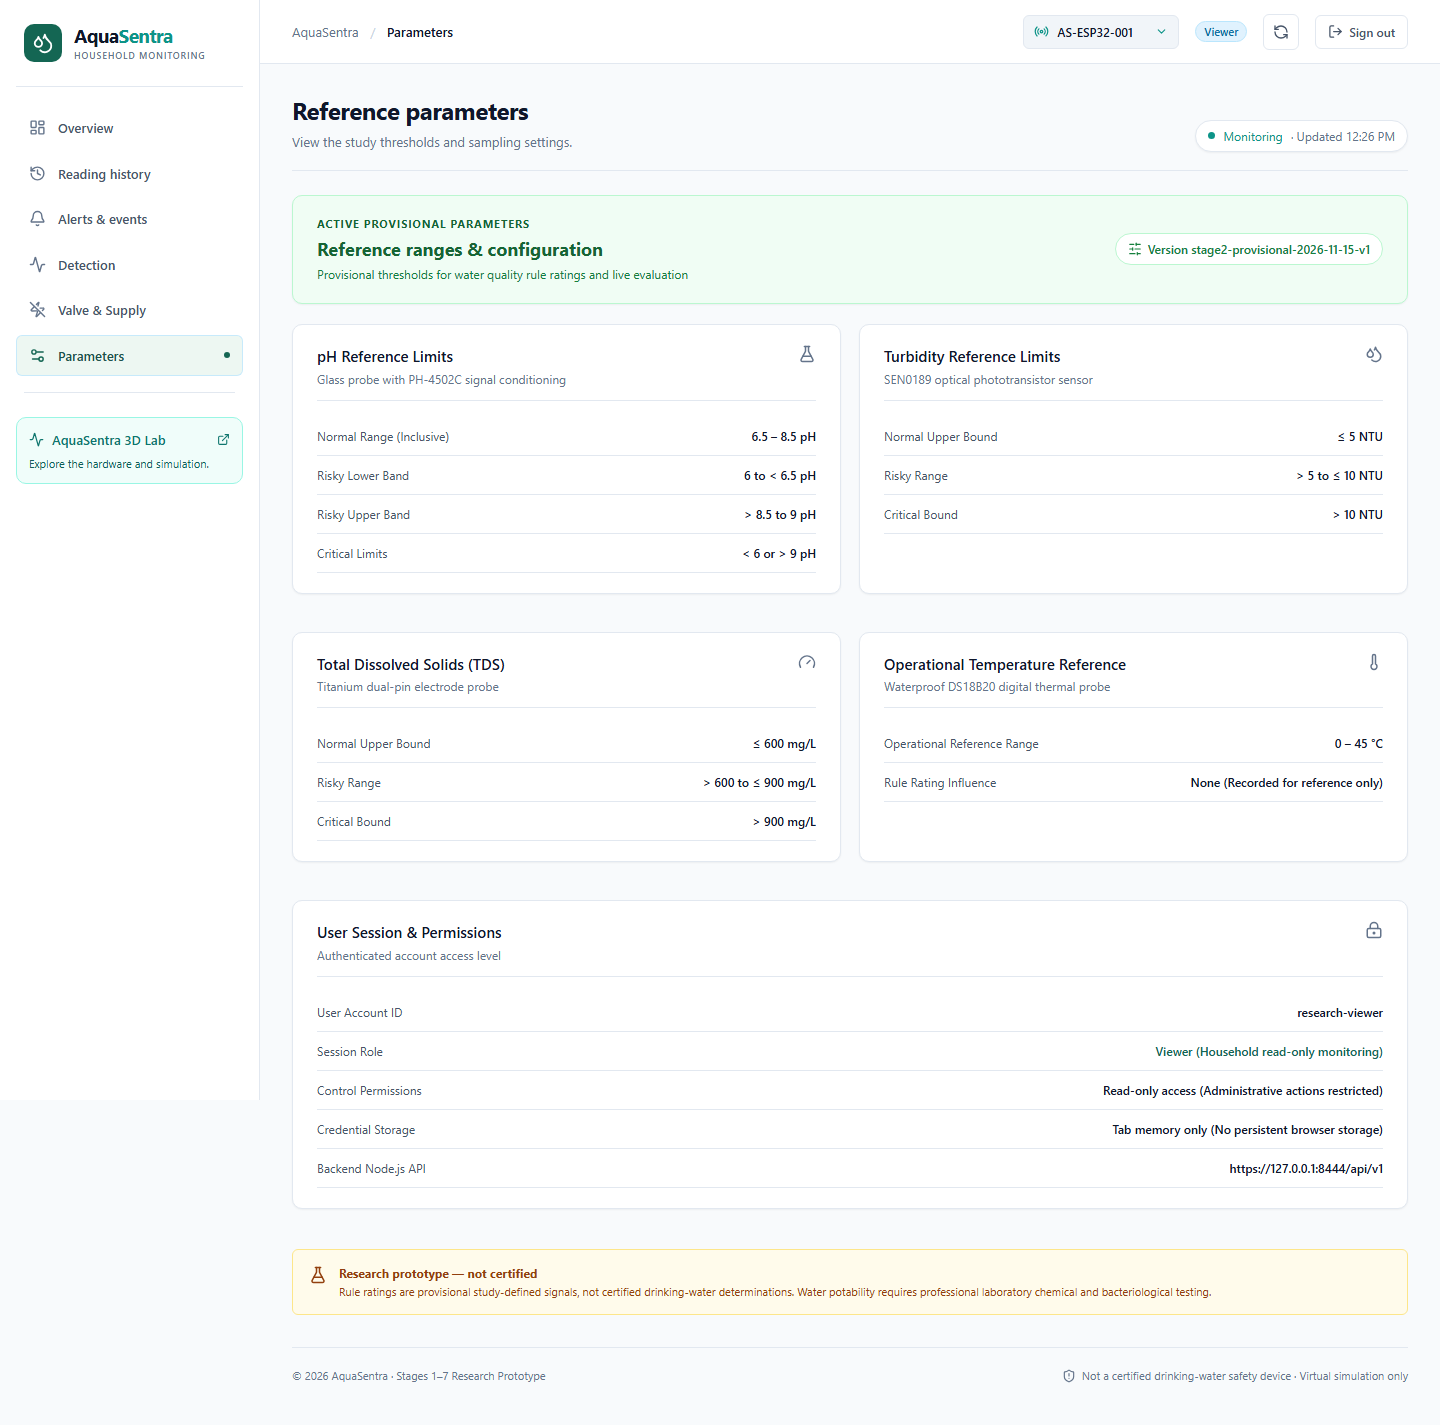 AquaSentra
HOUSEHOLD MONITORING
Overview
Reading history
Alerts & events
Detection
Valve & Supply
Parameters
AquaSentra 3D Lab
Explore the hardware and simulation.
AquaSentra / Parameters
AS-ESP32-001
Viewer
Sign out
Reference parameters
View the study thresholds and sampling settings.
Monitoring · Updated 12:26 PM
ACTIVE PROVISIONAL PARAMETERS
Reference ranges & configuration
Provisional thresholds for water quality rule ratings and live evaluation
Version stage2-provisional-2026-11-15-v1
pH Reference Limits
Glass probe with PH-4502C signal conditioning
Normal Range (Inclusive) 6.5 – 8.5 pH
Risky Lower Band 6 to < 6.5 pH
Risky Upper Band > 8.5 to 9 pH
Critical Limits < 6 or > 9 pH
Turbidity Reference Limits
SEN0189 optical phototransistor sensor
Normal Upper Bound ≤ 5 NTU
Risky Range > 5 to ≤ 10 NTU
Critical Bound > 10 NTU
Total Dissolved Solids (TDS)
Titanium dual-pin electrode probe
Normal Upper Bound ≤ 600 mg/L
Risky Range > 600 to ≤ 900 mg/L
Critical Bound > 900 mg/L
Operational Temperature Reference
Waterproof DS18B20 digital thermal probe
Operational Reference Range 0 – 45 °C
Rule Rating Influence None (Recorded for reference only)
User Session & Permissions
Authenticated account access level
User Account ID research-viewer
Session Role Viewer (Household read-only monitoring)
Control Permissions Read-only access (Administrative actions restricted)
Credential Storage Tab memory only (No persistent browser storage)
Backend Node.js API https://127.0.0.1:8444/api/v1
Research prototype — not certified
Rule ratings are provisional study-defined signals, not certified drinking-water determinations. Water potability requires professional laboratory chemical and bacteriological testing.
© 2026 AquaSentra · Stages 1–7 Research Prototype
Not a certified drinking-water safety device · Virtual simulation only